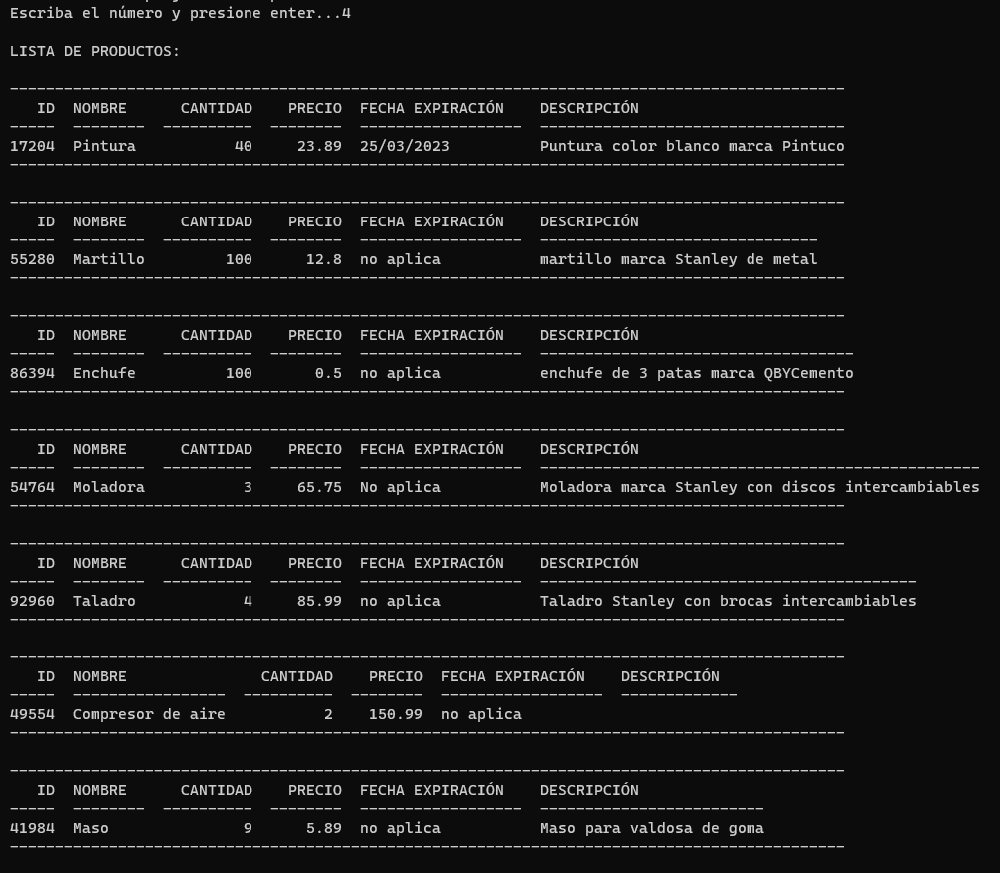 Escriba el número y presione enter...4
LISTA DE PRODUCTOS:
---------------------------------------------------------------------------------------------
   ID  NOMBRE      CANTIDAD    PRECIO  FECHA EXPIRACIÓN    DESCRIPCIÓN
-----  --------  ----------  --------  ------------------  ----------------------------------
17204  Pintura           40     23.89  25/03/2023          Puntura color blanco marca Pintuco
---------------------------------------------------------------------------------------------
---------------------------------------------------------------------------------------------
   ID  NOMBRE      CANTIDAD    PRECIO  FECHA EXPIRACIÓN    DESCRIPCIÓN
-----  --------  ----------  --------  ------------------  -------------------------------
55280  Martillo         100      12.8  no aplica           martillo marca Stanley de metal
---------------------------------------------------------------------------------------------
---------------------------------------------------------------------------------------------
   ID  NOMBRE      CANTIDAD    PRECIO  FECHA EXPIRACIÓN    DESCRIPCIÓN
-----  --------  ----------  --------  ------------------  -----------------------------------
86394  Enchufe          100       0.5  no aplica           enchufe de 3 patas marca QBYCemento
---------------------------------------------------------------------------------------------
---------------------------------------------------------------------------------------------
   ID  NOMBRE      CANTIDAD    PRECIO  FECHA EXPIRACIÓN    DESCRIPCIÓN
-----  --------  ----------  --------  ------------------  -------------------------------------------------
54764  Moladora           3     65.75  No aplica           Moladora marca Stanley con discos intercambiables
---------------------------------------------------------------------------------------------
---------------------------------------------------------------------------------------------
   ID  NOMBRE      CANTIDAD    PRECIO  FECHA EXPIRACIÓN    DESCRIPCIÓN
-----  --------  ----------  --------  ------------------  ------------------------------------------
92960  Taladro            4     85.99  no aplica           Taladro Stanley con brocas intercambiables
---------------------------------------------------------------------------------------------
---------------------------------------------------------------------------------------------
   ID  NOMBRE               CANTIDAD    PRECIO  FECHA EXPIRACIÓN    DESCRIPCIÓN
-----  -----------------  ----------  --------  ------------------  -------------
49554  Compresor de aire           2    150.99  no aplica
---------------------------------------------------------------------------------------------
---------------------------------------------------------------------------------------------
   ID  NOMBRE      CANTIDAD    PRECIO  FECHA EXPIRACIÓN    DESCRIPCIÓN
-----  --------  ----------  --------  ------------------  -------------------------
41984  Maso               9      5.89  no aplica           Maso para valdosa de goma
---------------------------------------------------------------------------------------------